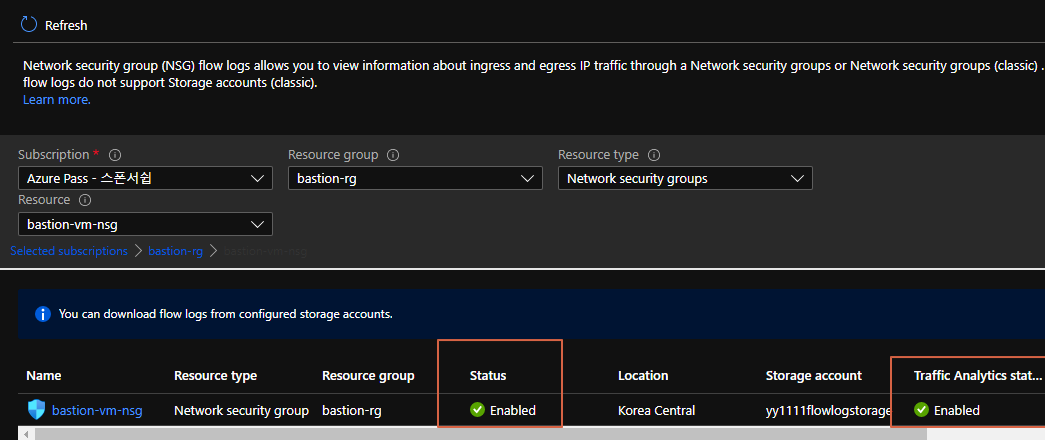 Refresh
Network security group (NSG) flow logs allows you to view information about ingress and egress IP traffic through a Network security groups or Network security groups (classic) .
flow logs do not support Storage accounts (classic).
Learn more.
Subscription * Resource group Resource type
Azure Pass - 스폰서쉽 bastion-rg Network security groups
Resource
bastion-vm-nsg
Selected subscriptions > bastion-rg > bastion-vm-nsg
You can download flow logs from configured storage accounts.
Name Resource type Resource group Status Location Storage account Traffic Analytics stat...
bastion-vm-nsg Network security group bastion-rg Enabled Korea Central yy1111flowlogstorage Enabled